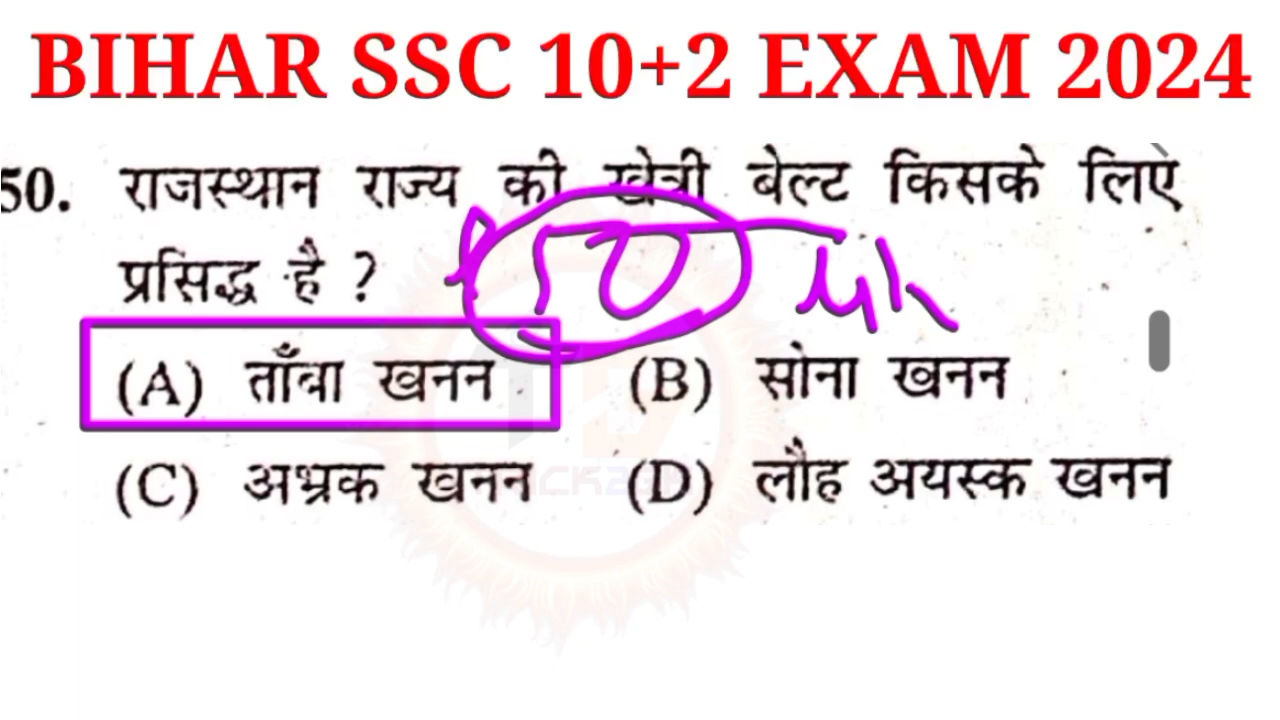 BIHAR SSC 10+2 EXAM 2024
50. राजस्थान राज्य की खेत्री बेल्ट किसके लिए
प्रसिद्ध है ?
(A) ताँबा खनन (B) सोना खनन
(C) अभ्रक खनन (D) लौह अयस्क खनन